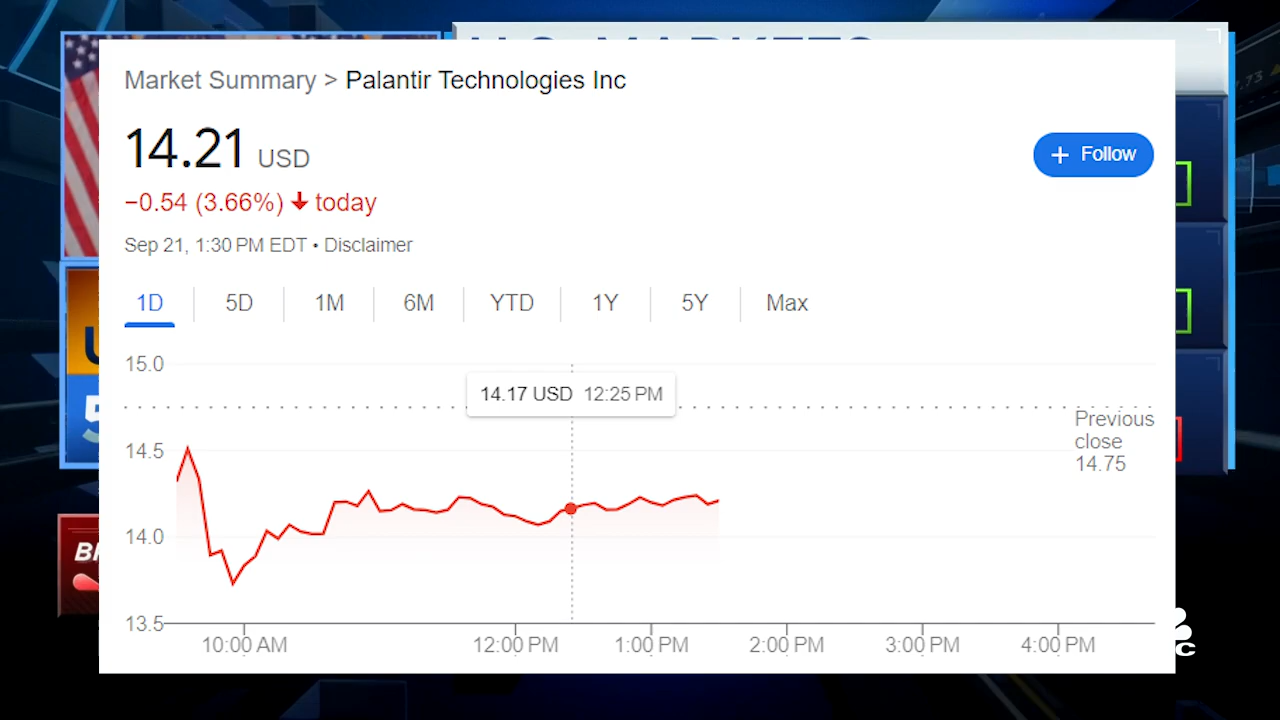 Market Summary > Palantir Technologies Inc
14.21 USD
+ Follow
−0.54 (3.66%) ↓ today
Sep 21, 1:30 PM EDT • Disclaimer
1D 5D 1M 6M YTD 1Y 5Y Max
15.0
14.17 USD 12:25 PM
Previous
close
14.75
14.5
14.0
13.5
10:00 AM 12:00 PM 1:00 PM 2:00 PM 3:00 PM 4:00 PM